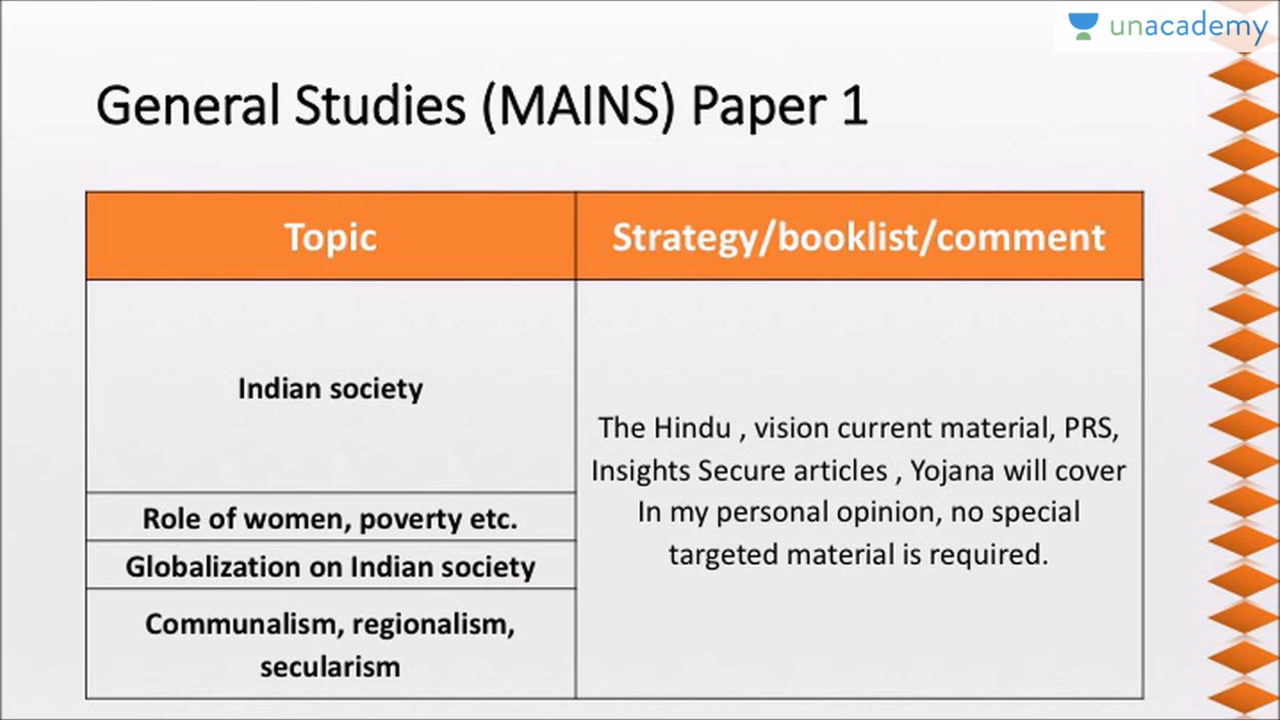 unacademy
General Studies (MAINS) Paper 1
Topic
Strategy/booklist/comment
Indian society
The Hindu , vision current material, PRS,
Insights Secure articles , Yojana will cover
In my personal opinion, no special
targeted material is required.
Role of women, poverty etc.
Globalization on Indian society
Communalism, regionalism,
secularism